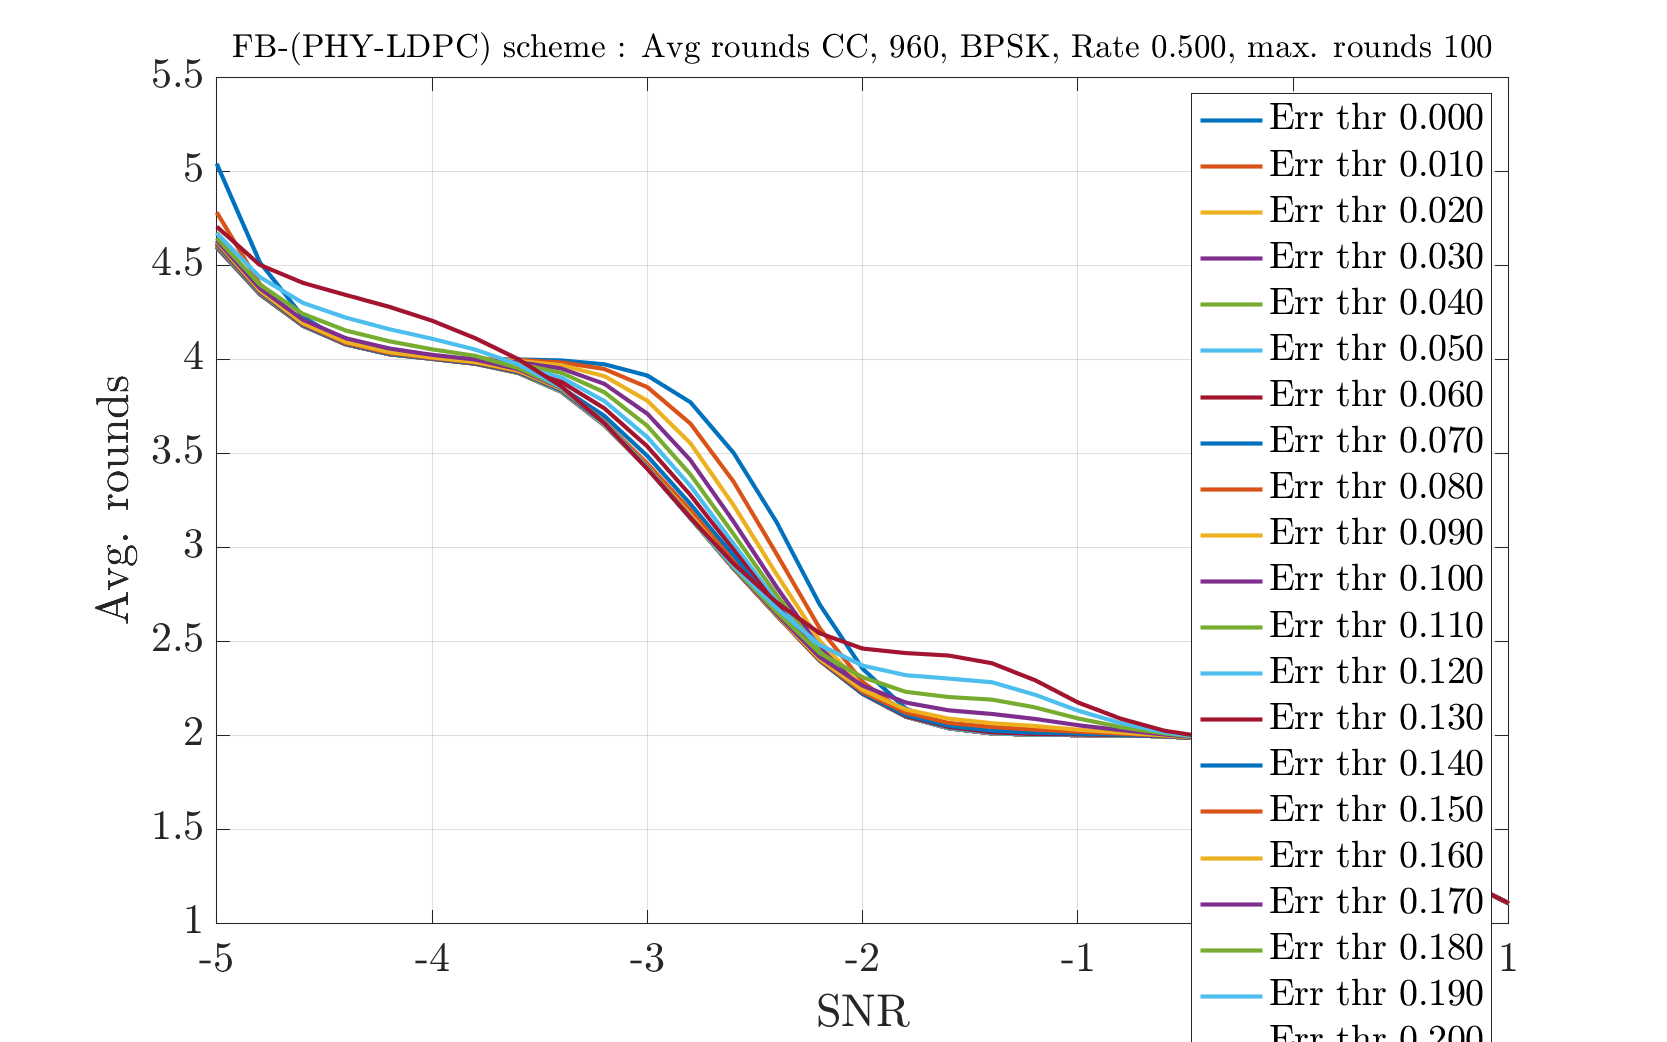 FB-(PHY-LDPC) scheme : Avg rounds CC, 960, BPSK, Rate 0.500, max. rounds 100
5.5
5
4.5
4
3.5
3
2.5
2
1.5
1
Avg. rounds
-5
-4
-3
-2
-1
1
SNR
Err thr 0.000
Err thr 0.010
Err thr 0.020
Err thr 0.030
Err thr 0.040
Err thr 0.050
Err thr 0.060
Err thr 0.070
Err thr 0.080
Err thr 0.090
Err thr 0.100
Err thr 0.110
Err thr 0.120
Err thr 0.130
Err thr 0.140
Err thr 0.150
Err thr 0.160
Err thr 0.170
Err thr 0.180
Err thr 0.190
Err thr 0.200